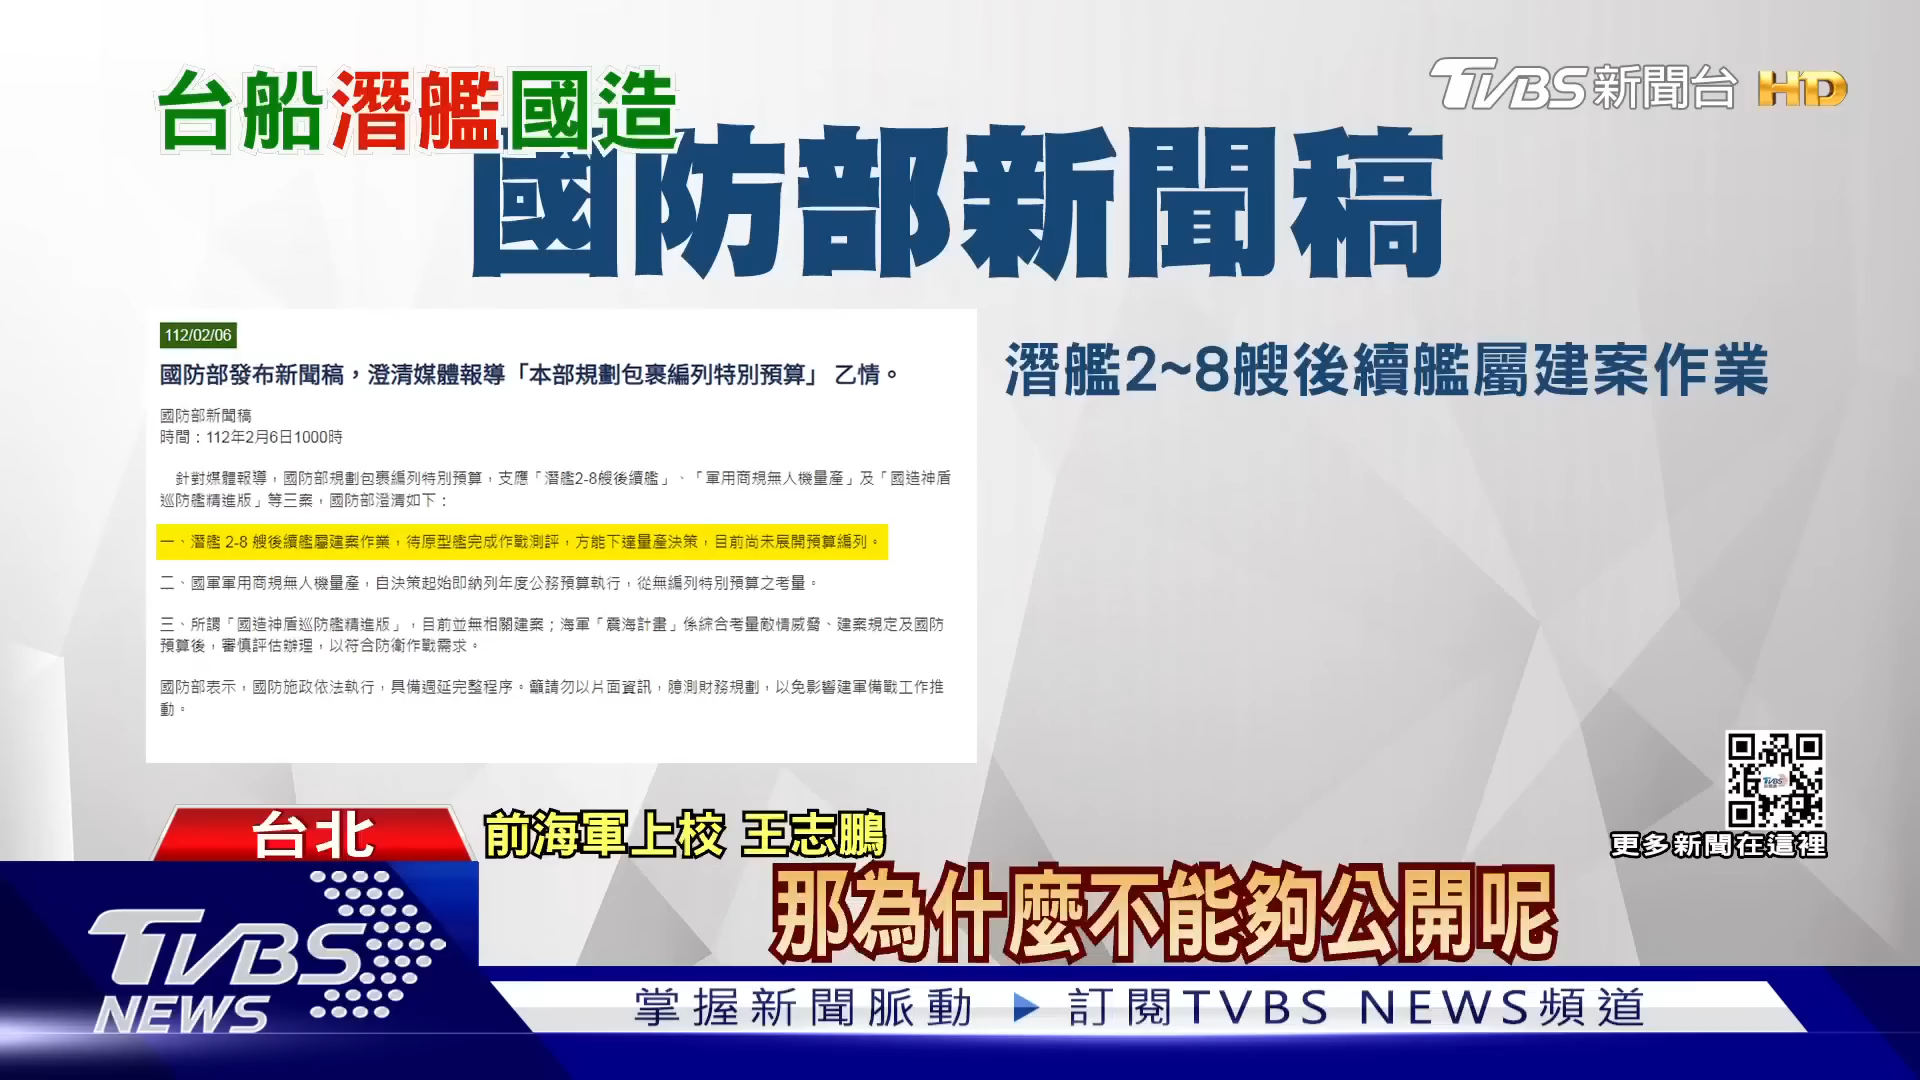 台船潛艦國造
TVBS新聞台 HD
國防部新聞稿
112/02/06
國防部發布新聞稿，澄清媒體報導「本部規劃包裹編列特別預算」 乙情。
國防部新聞稿
時間：112年2月6日1000時
針對媒體報導，國防部規劃包裹編列特別預算，支應「潛艦2-8艘後續艦」、「軍用商規無人機量產」及「國造神盾
巡防艦精進版」等三案，國防部澄清如下：
一、潛艦 2-8 艘後續艦屬建案作業，待原型艦完成作戰測評，方能下達量產決策，目前尚未展開預算編列。
二、國軍軍用商規無人機量產，自決策起始即納列年度公務預算執行，從無編列特別預算之考量。
三、所謂「國造神盾巡防艦精進版」，目前並無相關建案；海軍「震海計畫」係綜合考量敵情威脅、建案規定及國防
預算後，審慎評估辦理，以符合防衛作戰需求。
國防部表示，國防施政依法執行，具備週延完整程序。籲請勿以片面資訊，臆測財務規劃，以免影響建軍備戰工作推
動。
潛艦2~8艘後續艦屬建案作業
TVBS
更多新聞在這裡
台北
前海軍上校 王志鵬
那為什麼不能夠公開呢
TVBS
NEWS
掌握新聞脈動 ▶ 訂閱TVBS NEWS頻道